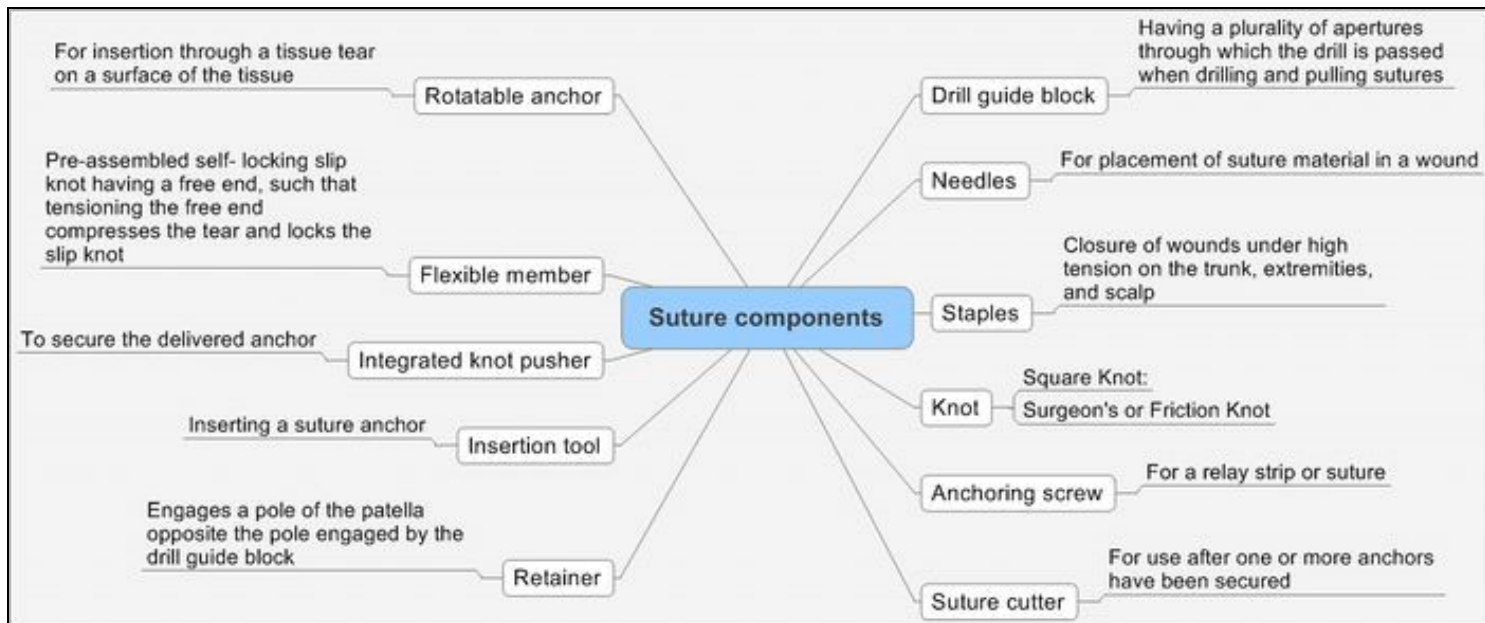 For insertion through a tissue tear
on a surface of the tissue
Rotatable anchor
Pre-assembled self- locking slip
knot having a free end, such that
tensioning the free end
compresses the tear and locks the
slip knot
Flexible member
To secure the delivered anchor
Integrated knot pusher
Inserting a suture anchor
Insertion tool
Engages a pole of the patella
opposite the pole engaged by the
drill guide block
Retainer
Suture components
Having a plurality of apertures
through which the drill is passed
when drilling and pulling sutures
Drill guide block
For placement of suture material in a wound
Needles
Closure of wounds under high
tension on the trunk, extremities,
and scalp
Staples
Square Knot:
Knot
Surgeon's or Friction Knot
For a relay strip or suture
Anchoring screw
For use after one or more anchors
have been secured
Suture cutter